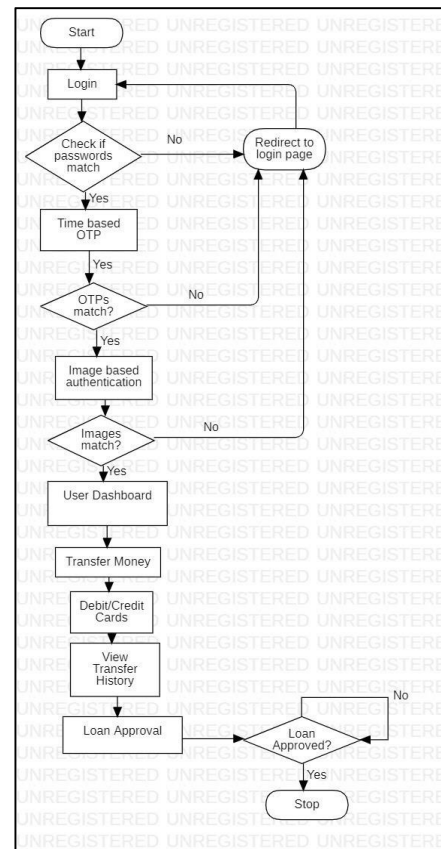 Start
Login
No
Check if
passwords
match
Redirect to
login page
Yes
Time based
OTP
Yes
No
OTPs
match?
Yes
Image based
authentication
No
Images
match?
Yes
User Dashboard
Transfer Money
Debit/Credit
Cards
View
Transfer
History
No
Loan Approval
Loan
Approved?
Yes
Stop
UNREGISTERED